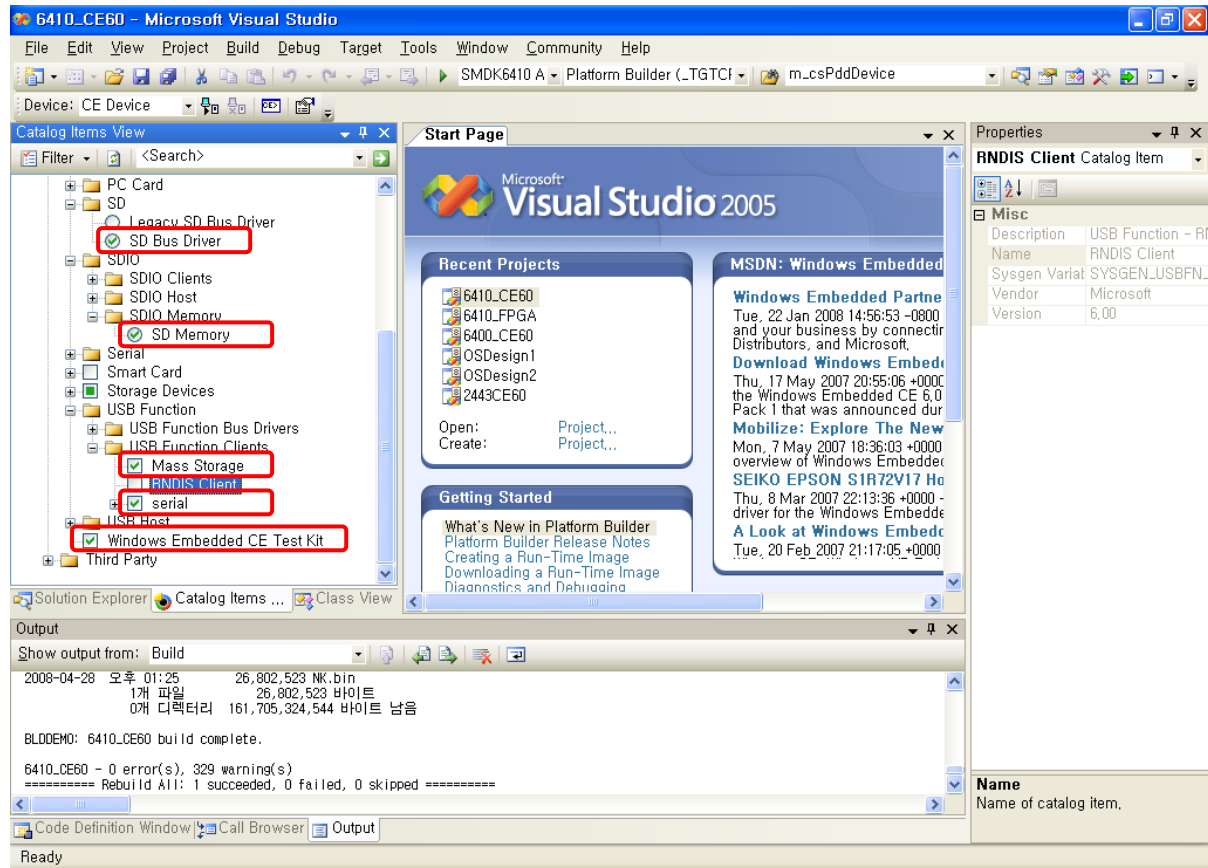 6410_CE60 - Microsoft Visual Studio
File Edit View Project Build Debug Target Tools Window Community Help
SMDK6410 A Platform Builder (_TGTCF m_csPddDevice
Device: CE Device
Catalog Items View
Filter <Search>
PC Card
SD
Legacy SD Bus Driver
SD Bus Driver
SDIO
SDIO Clients
SDIO Host
SDIO Memory
SD Memory
Serial
Smart Card
Storage Devices
USB Function
USB Function Bus Drivers
USB Function Clients
Mass Storage
RNDIS Client
serial
USB Host
Windows Embedded CE Test Kit
Third Party
Solution Explorer Catalog Items ... Class View
Start Page
Microsoft
Visual Studio 2005
Recent Projects
6410_CE60
6410_FPGA
6400_CE60
OSDesign1
OSDesign2
2443CE60
Open: Project...
Create: Project...
Getting Started
What's New in Platform Builder
Platform Builder Release Notes
Creating a Run-Time Image
Downloading a Run-Time Image
Diagnostics and Debugging
MSDN: Windows Embedded
Windows Embedded Partne
Tue, 22 Jan 2008 14:56:53 -0800
and your business by connectin
Distributors, and Microsoft.
Download Windows Embed
Thu, 17 May 2007 20:55:06 +000
the Windows Embedded CE 6.0
Pack 1 that was announced dur
Mobilize: Explore The New
Mon, 7 May 2007 18:36:03 +0000
overview of Windows Embedde
SEIKO EPSON S1R72V17 Ho
Thu, 8 Mar 2007 22:13:36 +0000 -
driver for the Windows Embedde
A Look at Windows Embed
Tue, 20 Feb 2007 21:17:05 +0000
Properties
RNDIS Client Catalog Item
Misc
Description USB Function - R
Name RNDIS Client
Sysgen Variat SYSGEN_USBFN_
Vendor Microsoft
Version 6.00
Name
Name of catalog item.
Output
Show output from: Build
2008-04-28 오후 01:25 26,802,523 NK.bin
1개 파일 26,802,523 바이트
0개 디렉터리 161,705,324,544 바이트 남음
BLDDEMO: 6410_CE60 build complete.
6410_CE60 - 0 error(s), 329 warning(s)
========== Rebuild All: 1 succeeded, 0 failed, 0 skipped ==========
Code Definition Window Call Browser Output
Ready